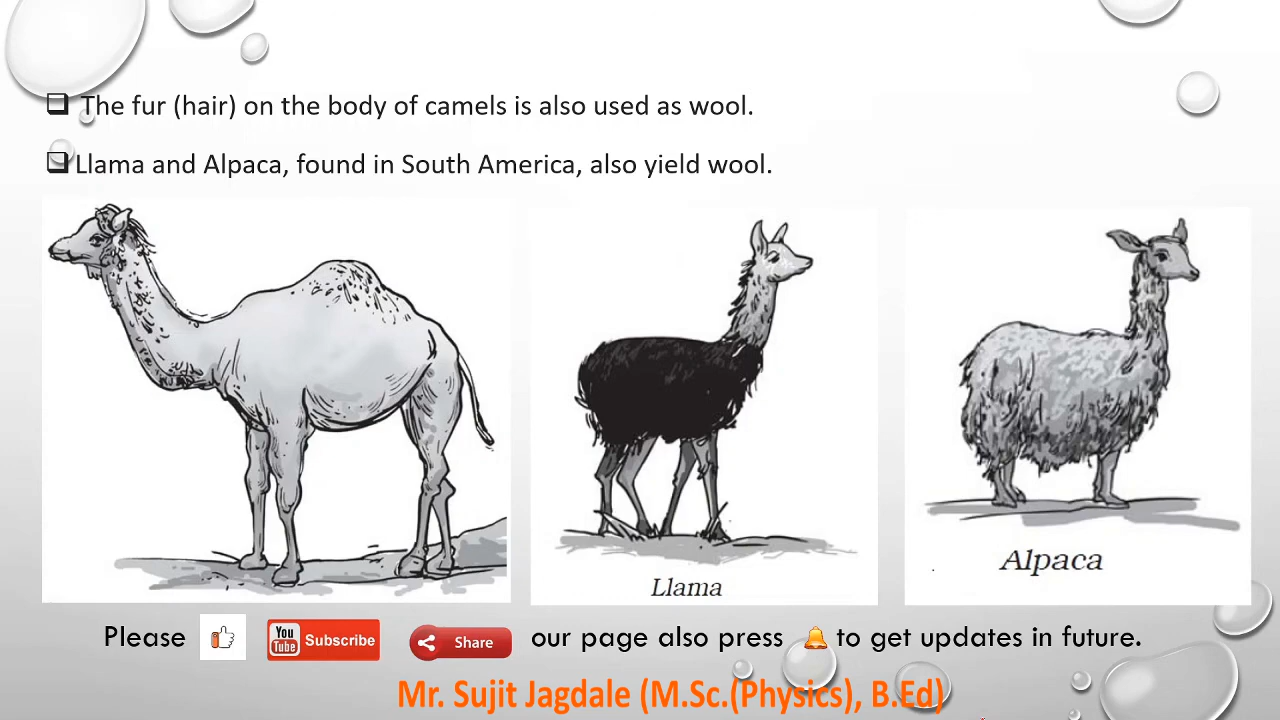 The fur (hair) on the body of camels is also used as wool.
Llama and Alpaca, found in South America, also yield wool.
Llama
Alpaca
Please You Tube Subscribe Share our page also press to get updates in future.
Mr. Sujit Jagdale (M.Sc.(Physics), B.Ed)